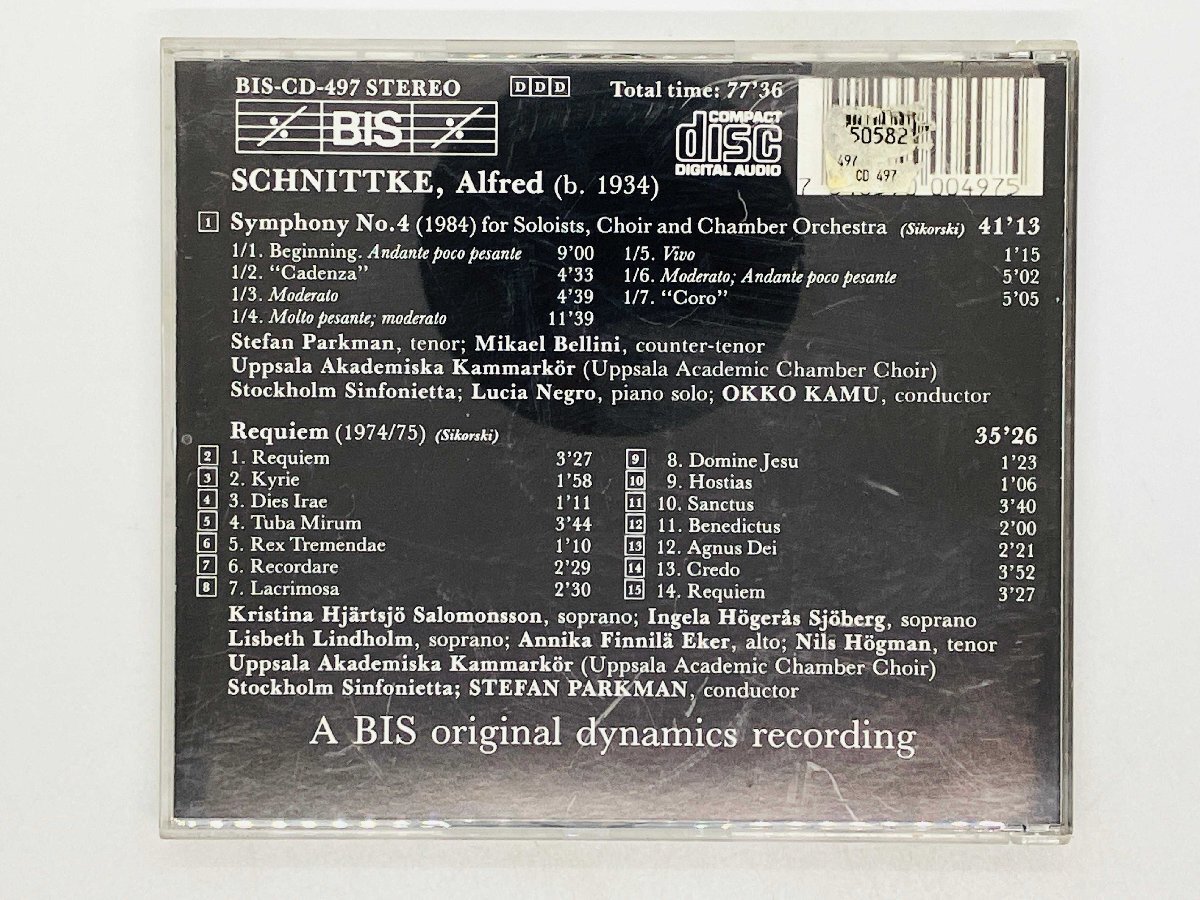 BIS-CD-497 STEREO DDD Total time: 77'36
BIS
COMPACT disc DIGITAL AUDIO
50582
497
CD 497
004975
SCHNITTKE, Alfred (b. 1934)
1 Symphony No.4 (1984) for Soloists, Choir and Chamber Orchestra (Sikorski) 41'13
1/1. Beginning. Andante poco pesante 9'00
1/2. “Cadenza” 4'33
1/3. Moderato 4'39
1/4. Molto pesante; moderato 11'39
1/5. Vivo 1'15
1/6. Moderato; Andante poco pesante 5'02
1/7. “Coro” 5'05
Stefan Parkman, tenor; Mikael Bellini, counter-tenor
Uppsala Akademiska Kammarkör (Uppsala Academic Chamber Choir)
Stockholm Sinfonietta; Lucia Negro, piano solo; OKKO KAMU, conductor
Requiem (1974/75) (Sikorski) 35'26
2 1. Requiem 3'27
3 2. Kyrie 1'58
4 3. Dies Irae 1'11
5 4. Tuba Mirum 3'44
6 5. Rex Tremendae 1'10
7 6. Recordare 2'29
8 7. Lacrimosa 2'30
9 8. Domine Jesu 1'23
10 9. Hostias 1'06
11 10. Sanctus 3'40
12 11. Benedictus 2'00
13 12. Agnus Dei 2'21
14 13. Credo 3'52
15 14. Requiem 3'27
Kristina Hjärtsjö Salomonsson, soprano; Ingela Högerås Sjöberg, soprano
Lisbeth Lindholm, soprano; Annika Finnilä Eker, alto; Nils Högman, tenor
Uppsala Akademiska Kammarkör (Uppsala Academic Chamber Choir)
Stockholm Sinfonietta; STEFAN PARKMAN, conductor
A BIS original dynamics recording